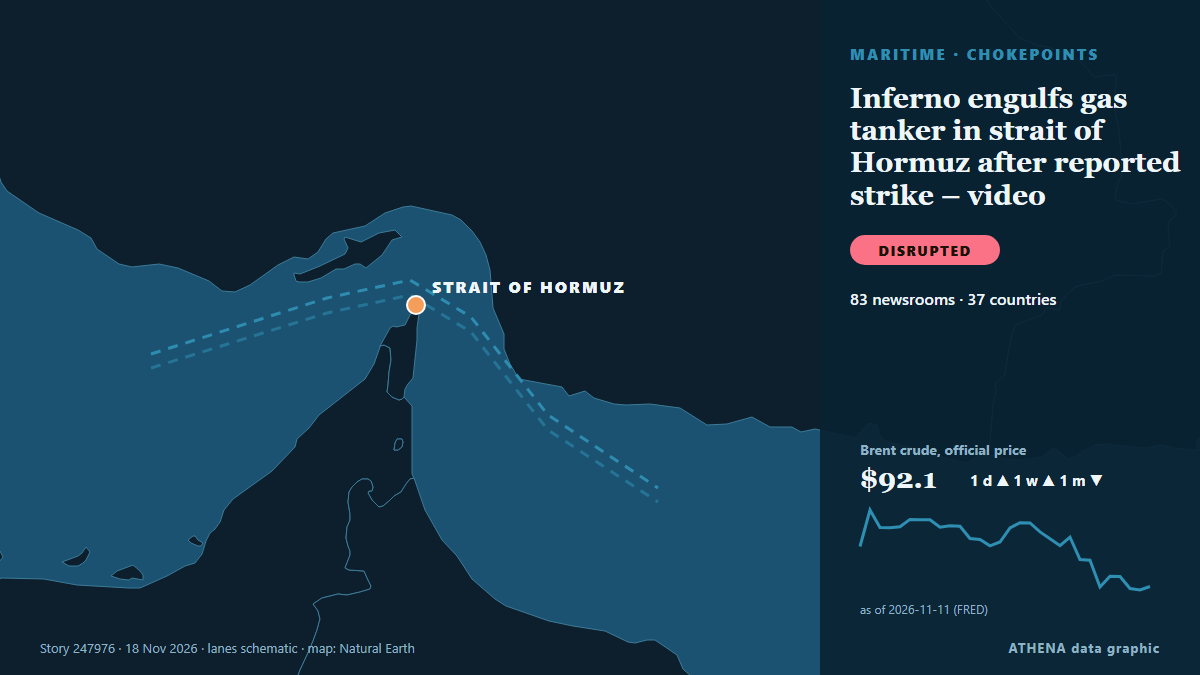 MARITIME · CHOKEPOINTS
Inferno engulfs gas
tanker in strait of
Hormuz after reported
strike – video
DISRUPTED
83 newsrooms · 37 countries
STRAIT OF HORMUZ
Brent crude, official price
$92.1 1 d ▲ 1 w ▲ 1 m ▼
as of 2026-11-11 (FRED)
Story 247976 · 18 Nov 2026 · lanes schematic · map: Natural Earth
ATHENA data graphic